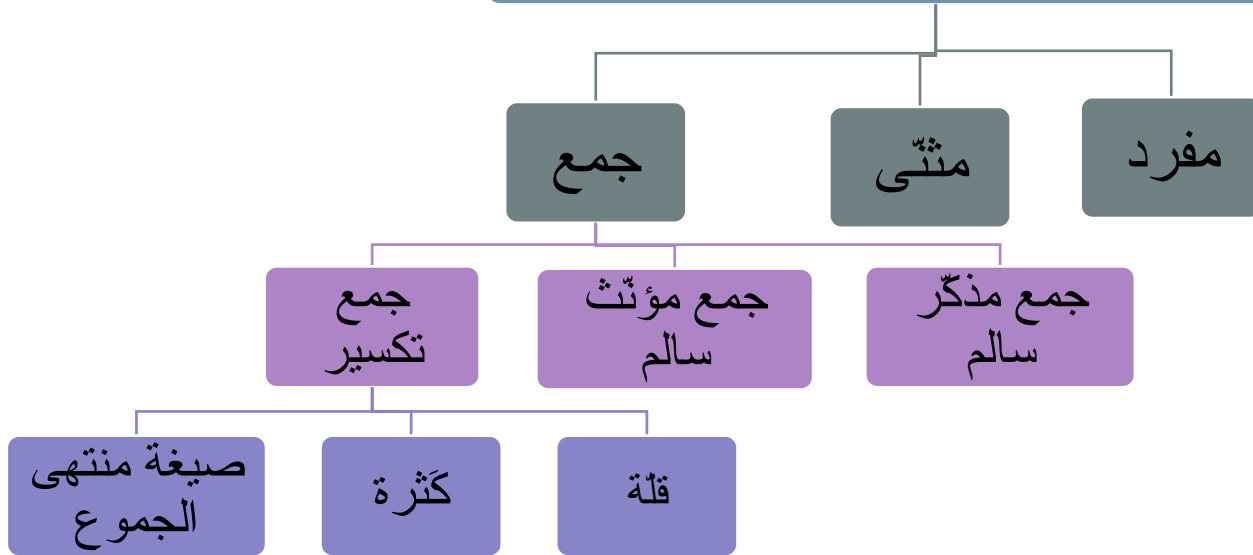 مفرد
مثنّى
جمع
جمع مذكّر
سالم
جمع مؤنّث
سالم
جمع
تكسير
قلّة
كَثرة
صيغة منتهى
الجموع